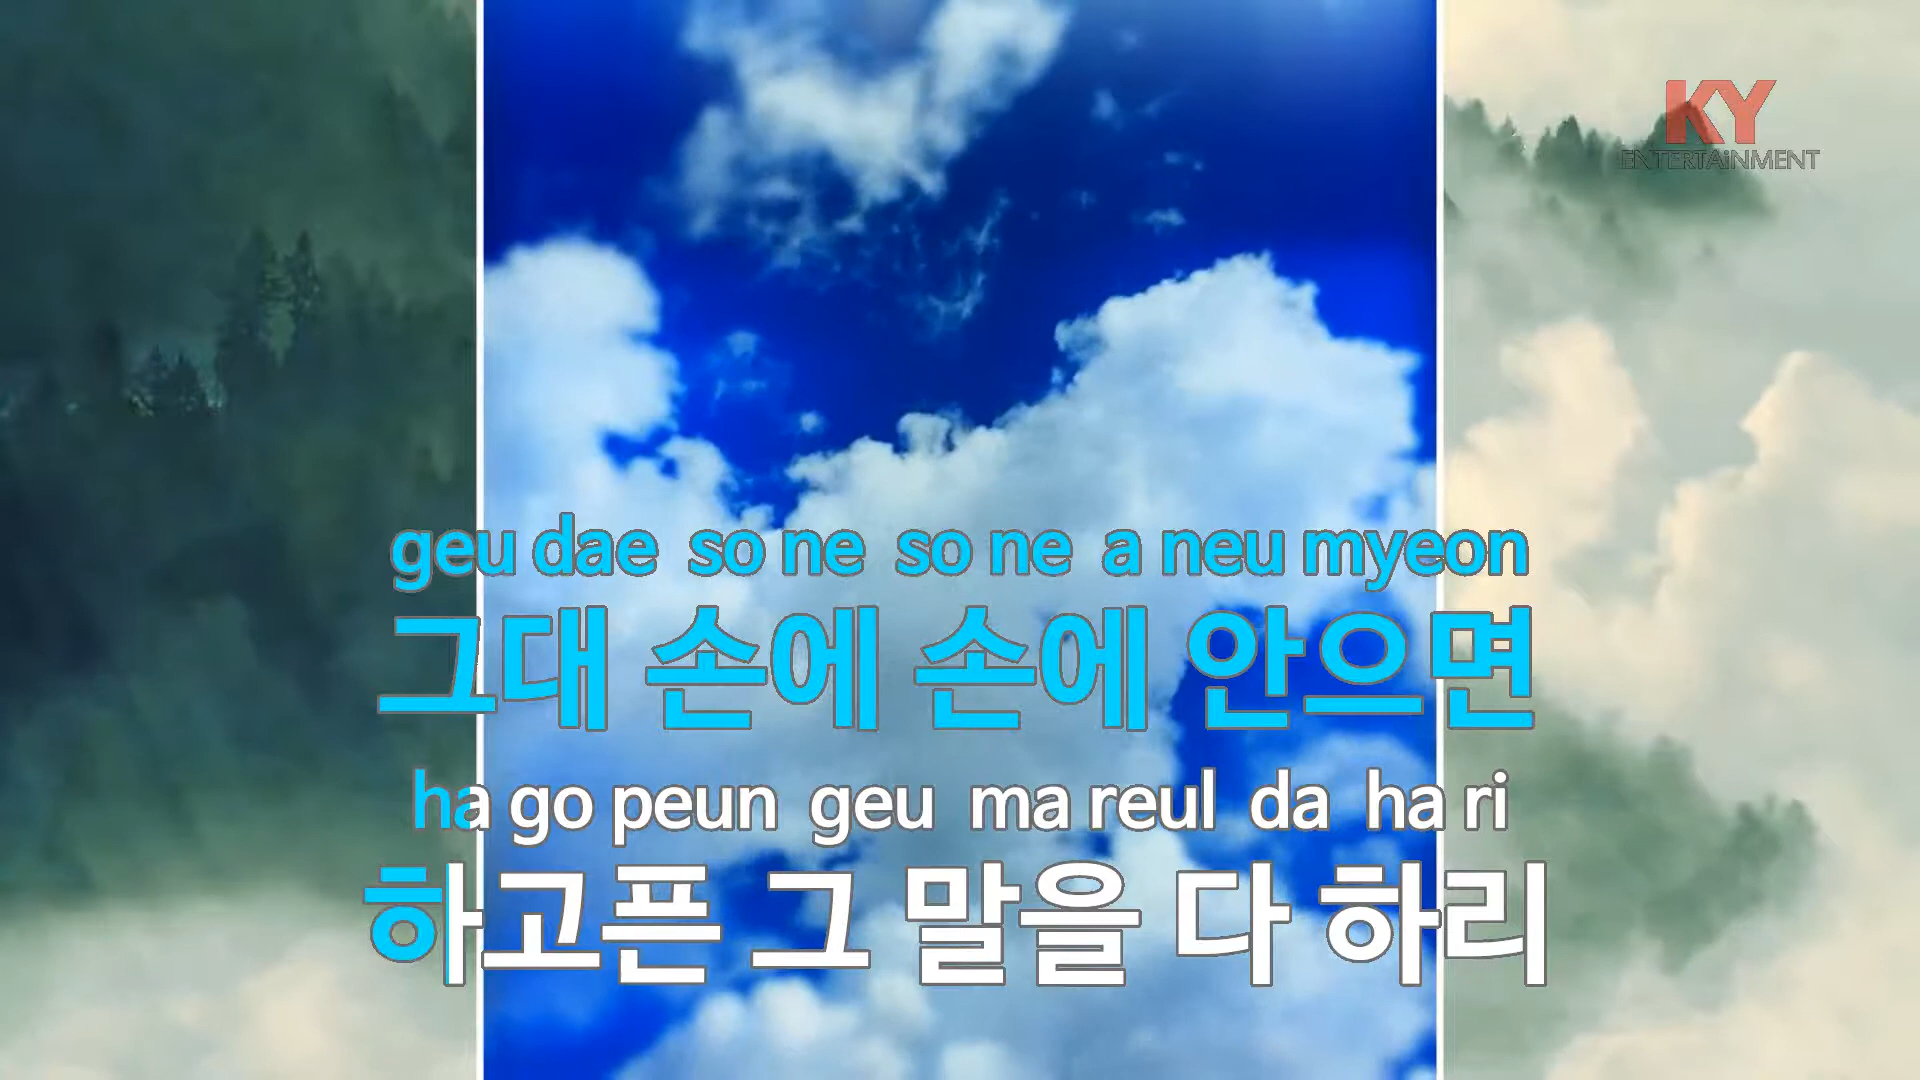 KY
ENTERTAiNMENT
geu dae so ne so ne a neu myeon
그대 손에 손에 안으면
ha go peun geu ma reul da ha ri
하고픈 그 말을 다 하리